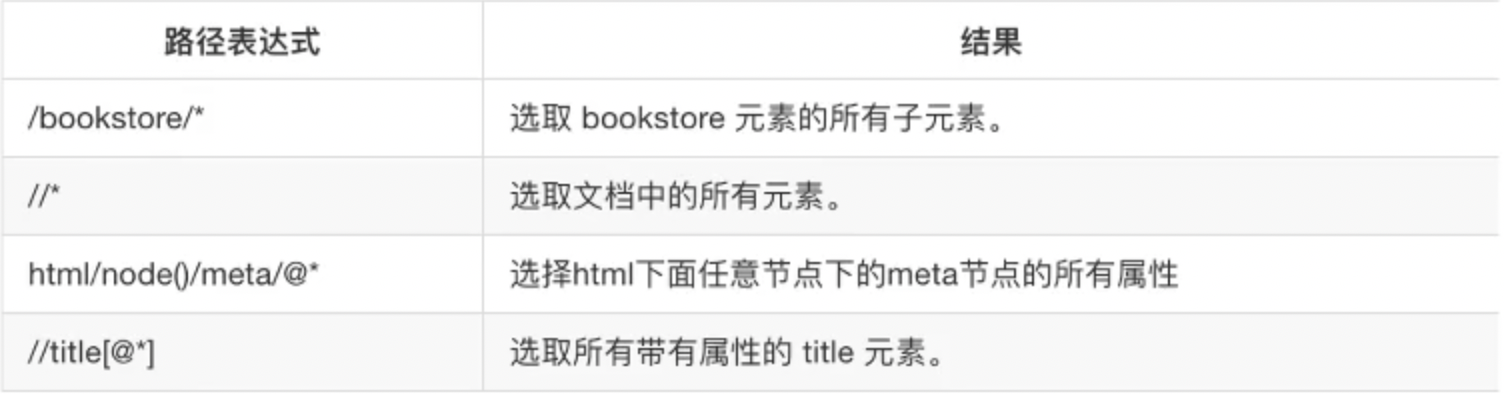 路径表达式 结果
/bookstore/* 选取 bookstore 元素的所有子元素。
//* 选取文档中的所有元素。
html/node()/meta/@* 选择html下面任意节点下的meta节点的所有属性
//title[@*] 选取所有带有属性的 title 元素。